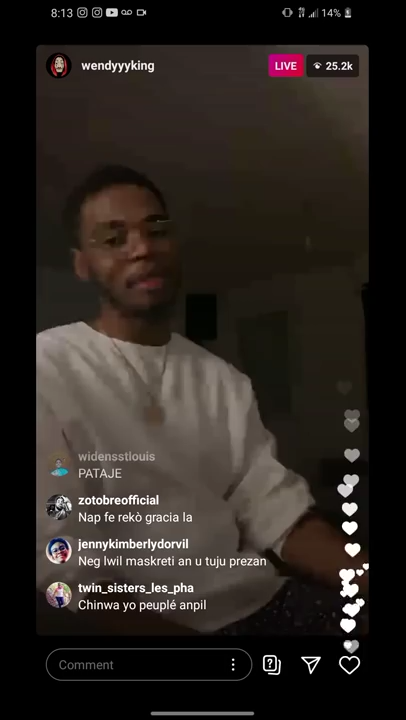 8:13
14%
wendyyyking
LIVE
25.2k
widensstlouis
PATAJE
zotobreofficial
Nap fe rekò gracia la
jennykimberlydorvil
Neg lwil maskreti an u tuju prezan
twin_sisters_les_pha
Chinwa yo peuplé anpil
Comment